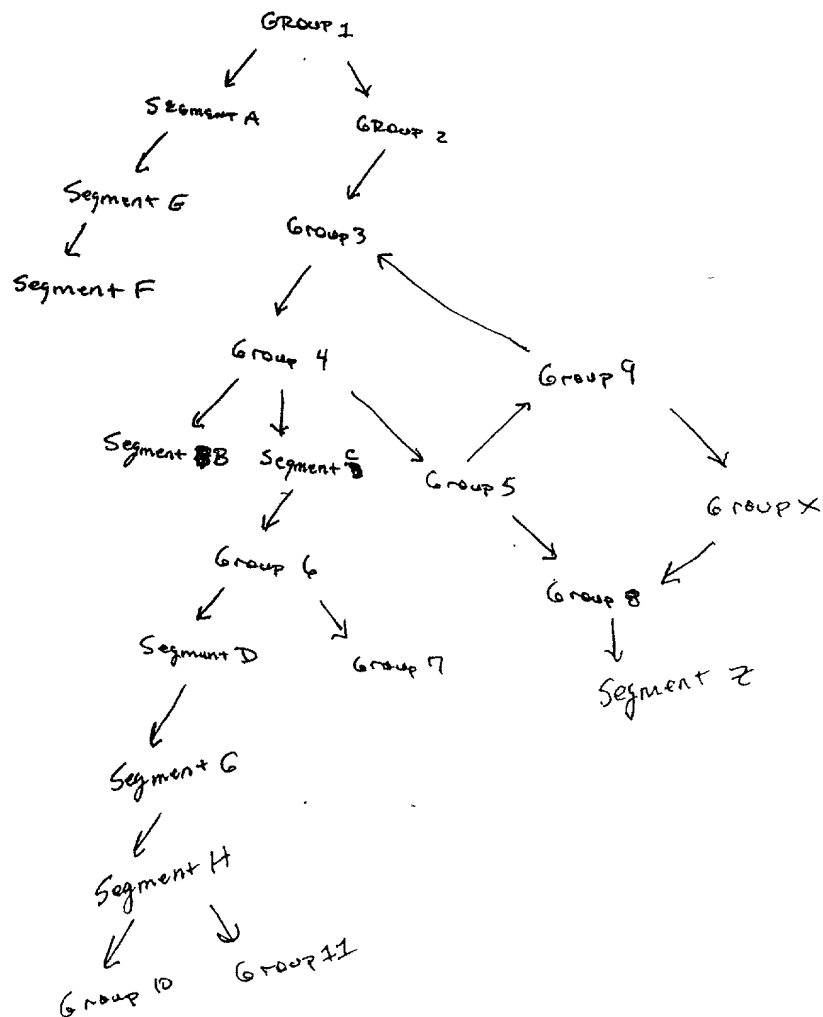 GROUP 1
Segment A
GROUP 2
Segment E
Group 3
Segment F
Group 4
Group 9
Segment B
Segment C
Group 5
Group X
Group 6
Group 8
Segment D
Group 7
Segment Z
Segment G
Segment H
Group 10
Group 11